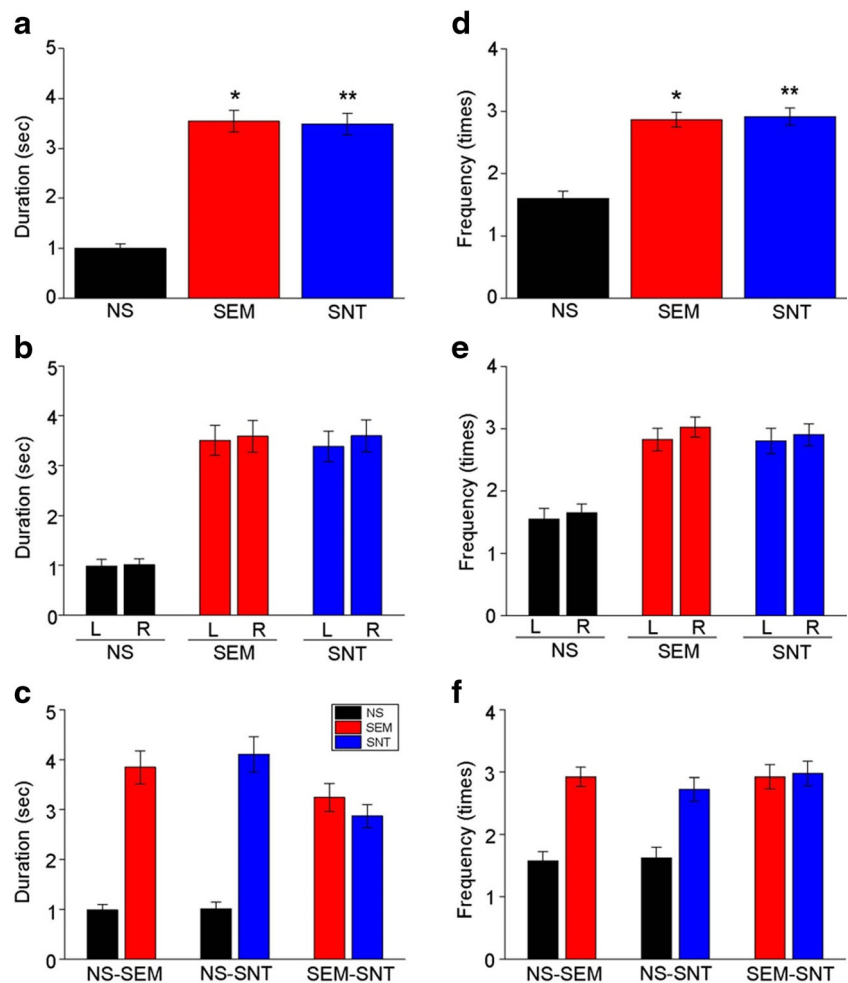 a
Duration (sec)
5
4
3
2
1
0
* **
NS SEM SNT
d
Frequency (times)
4
3
2
1
0
* **
NS SEM SNT
b
Duration (sec)
5
4
3
2
1
0
L R L R L R
NS SEM SNT
e
Frequency (times)
4
3
2
1
0
L R L R L R
NS SEM SNT
c
Duration (sec)
5
4
3
2
1
0
NS
SEM
SNT
NS-SEM NS-SNT SEM-SNT
f
Frequency (times)
4
3
2
1
0
NS-SEM NS-SNT SEM-SNT